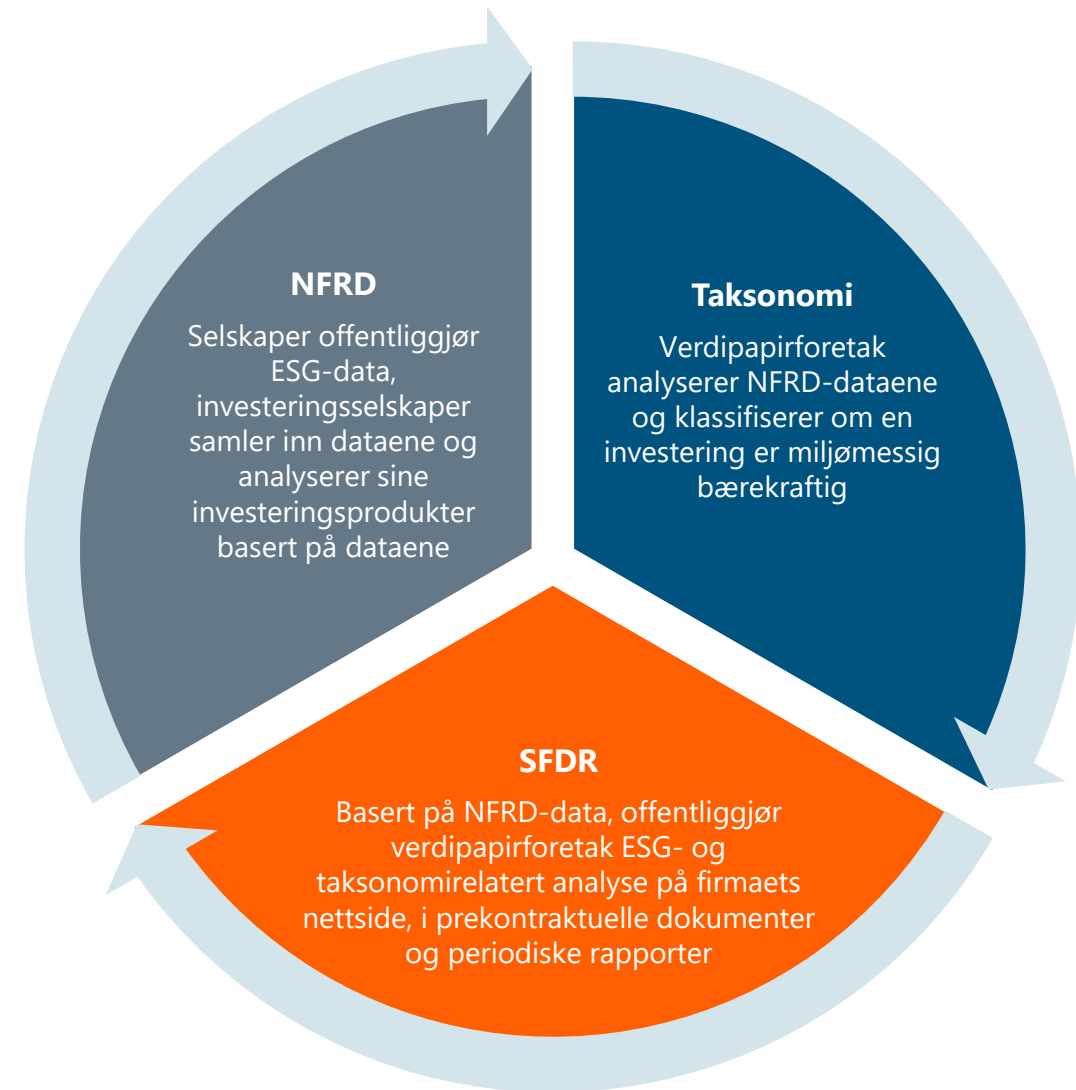 NFRD
Selskaper offentliggjør
ESG-data,
investeringsselskaper
samler inn dataene og
analyserer sine
investeringsprodukter
basert på dataene
Taksonomi
Verdipapirforetak
analyserer NFRD-dataene
og klassifiserer om en
investering er miljømessig
bærekraftig
SFDR
Basert på NFRD-data, offentliggjør
verdipapirforetak ESG- og
taksonomirelatert analyse på firmaets
nettside, i prekontraktuelle dokumenter
og periodiske rapporter